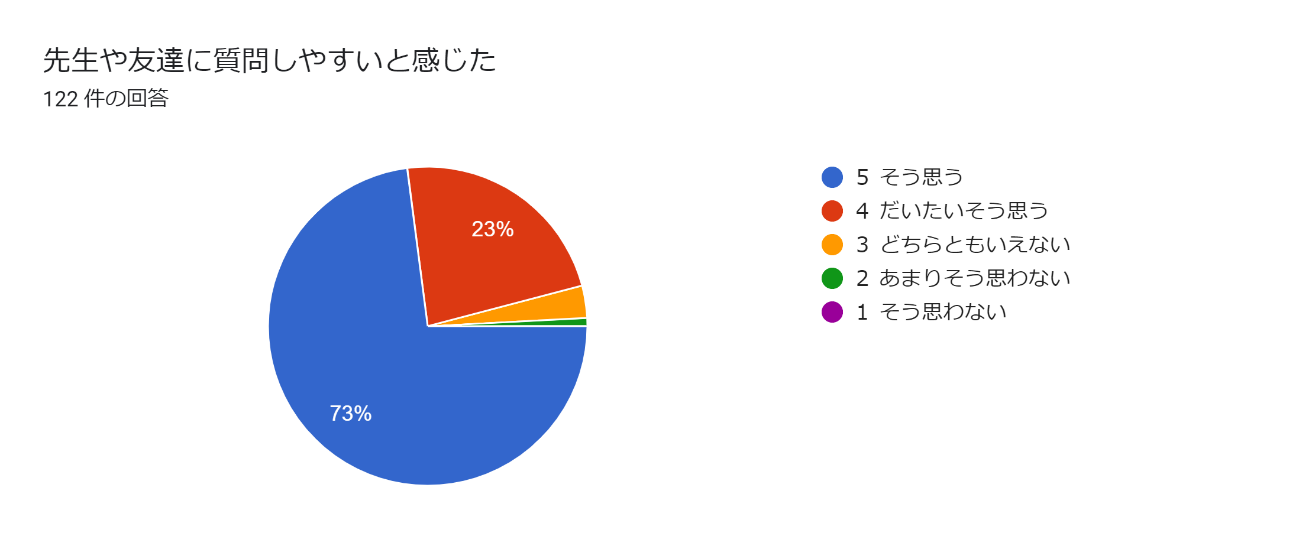 先生や友達に質問しやすいと感じた
122 件の回答
23%
73%
5 そう思う
4 だいたいそう思う
3 どちらともいえない
2 あまりそう思わない
1 そう思わない